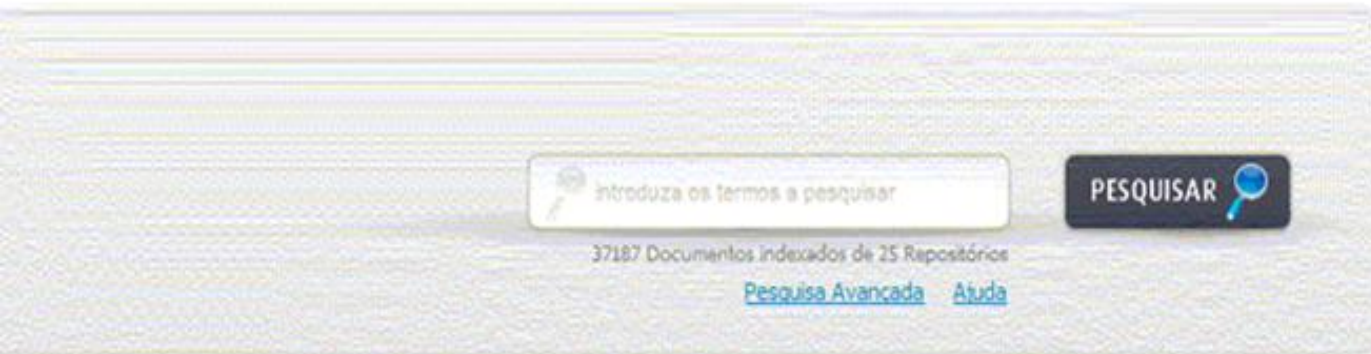 introduza os termos a pesquisar
PESQUISAR
37187 Documentos indexados de 25 Repositórios
Pesquisa Avançada Ajuda